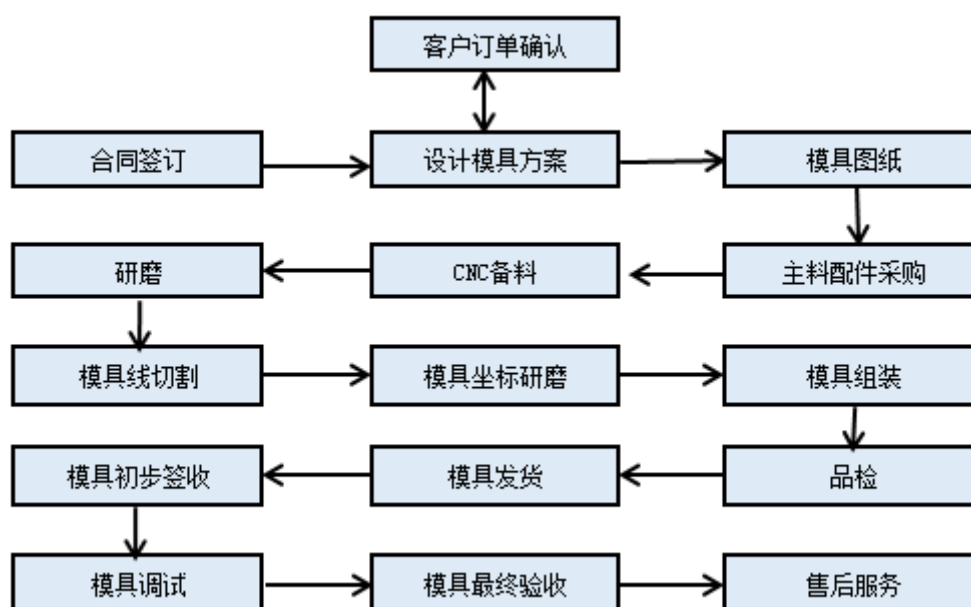 客户订单确认
合同签订
设计模具方案
模具图纸
研磨
CNC备料
主料配件采购
模具线切割
模具坐标研磨
模具组装
模具初步签收
模具发货
品检
模具调试
模具最终验收
售后服务